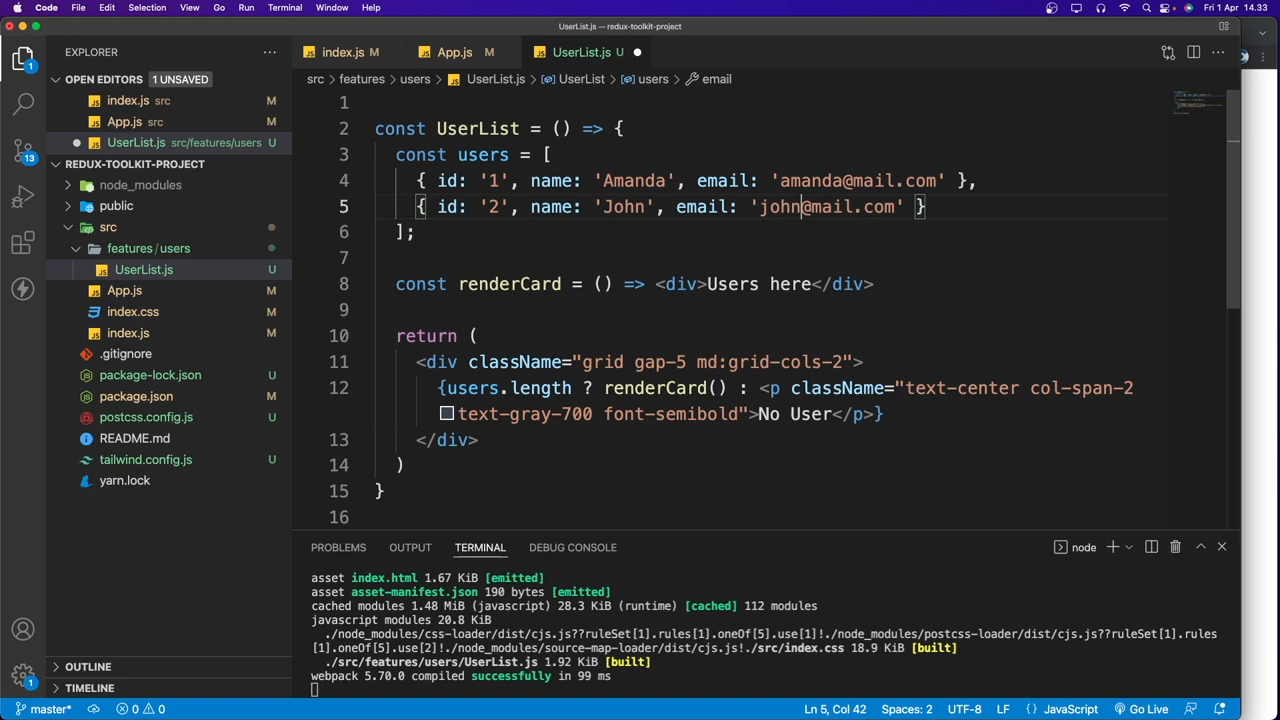 Code File Edit Selection View Go Run Terminal Window Help Fri 1 Apr 14.33
UserList.js — redux-toolkit-project
EXPLORER
OPEN EDITORS 1 UNSAVED
index.js src M
App.js src M
UserList.js src/features/users U
REDUX-TOOLKIT-PROJECT
node_modules
public
src
features / users
UserList.js U
App.js M
index.css M
index.js M
.gitignore
package-lock.json U
package.json M
postcss.config.js U
README.md
tailwind.config.js U
yarn.lock
OUTLINE
TIMELINE
1
13
1
index.js M App.js M UserList.js U
src > features > users > UserList.js > UserList > users > email
1
2 const UserList = () => {
3 const users = [
4 { id: '1', name: 'Amanda', email: 'amanda@mail.com' },
5 { id: '2', name: 'John', email: 'john@mail.com' }
6 ];
7
8 const renderCard = () => <div>Users here</div>
9
10 return (
11 <div className="grid gap-5 md:grid-cols-2">
12 {users.length ? renderCard() : <p className="text-center col-span-2
text-gray-700 font-semibold">No User</p>}
13 </div>
14 )
15 }
16
PROBLEMS OUTPUT TERMINAL DEBUG CONSOLE node
asset index.html 1.67 KiB [emitted]
asset asset-manifest.json 190 bytes [emitted]
cached modules 1.48 MiB (javascript) 28.3 KiB (runtime) [cached] 112 modules
javascript modules 20.8 KiB
./node_modules/css-loader/dist/cjs.js??ruleSet[1].rules[1].oneOf[5].use[1]!./node_modules/postcss-loader/dist/cjs.js??ruleSet[1].rules
[1].oneOf[5].use[2]!./node_modules/source-map-loader/dist/cjs.js!./src/index.css 18.9 KiB [built]
./src/features/users/UserList.js 1.92 KiB [built]
webpack 5.70.0 compiled successfully in 99 ms
master* 0 0 Ln 5, Col 42 Spaces: 2 UTF-8 LF {} JavaScript Go Live